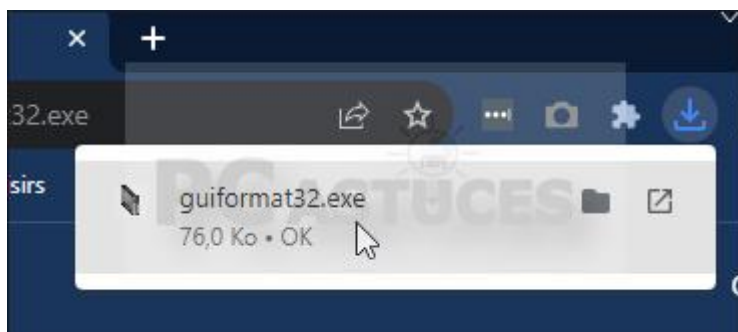 32.exe
sirs
guiformat32.exe
76,0 Ko • OK
PC ASTUCES